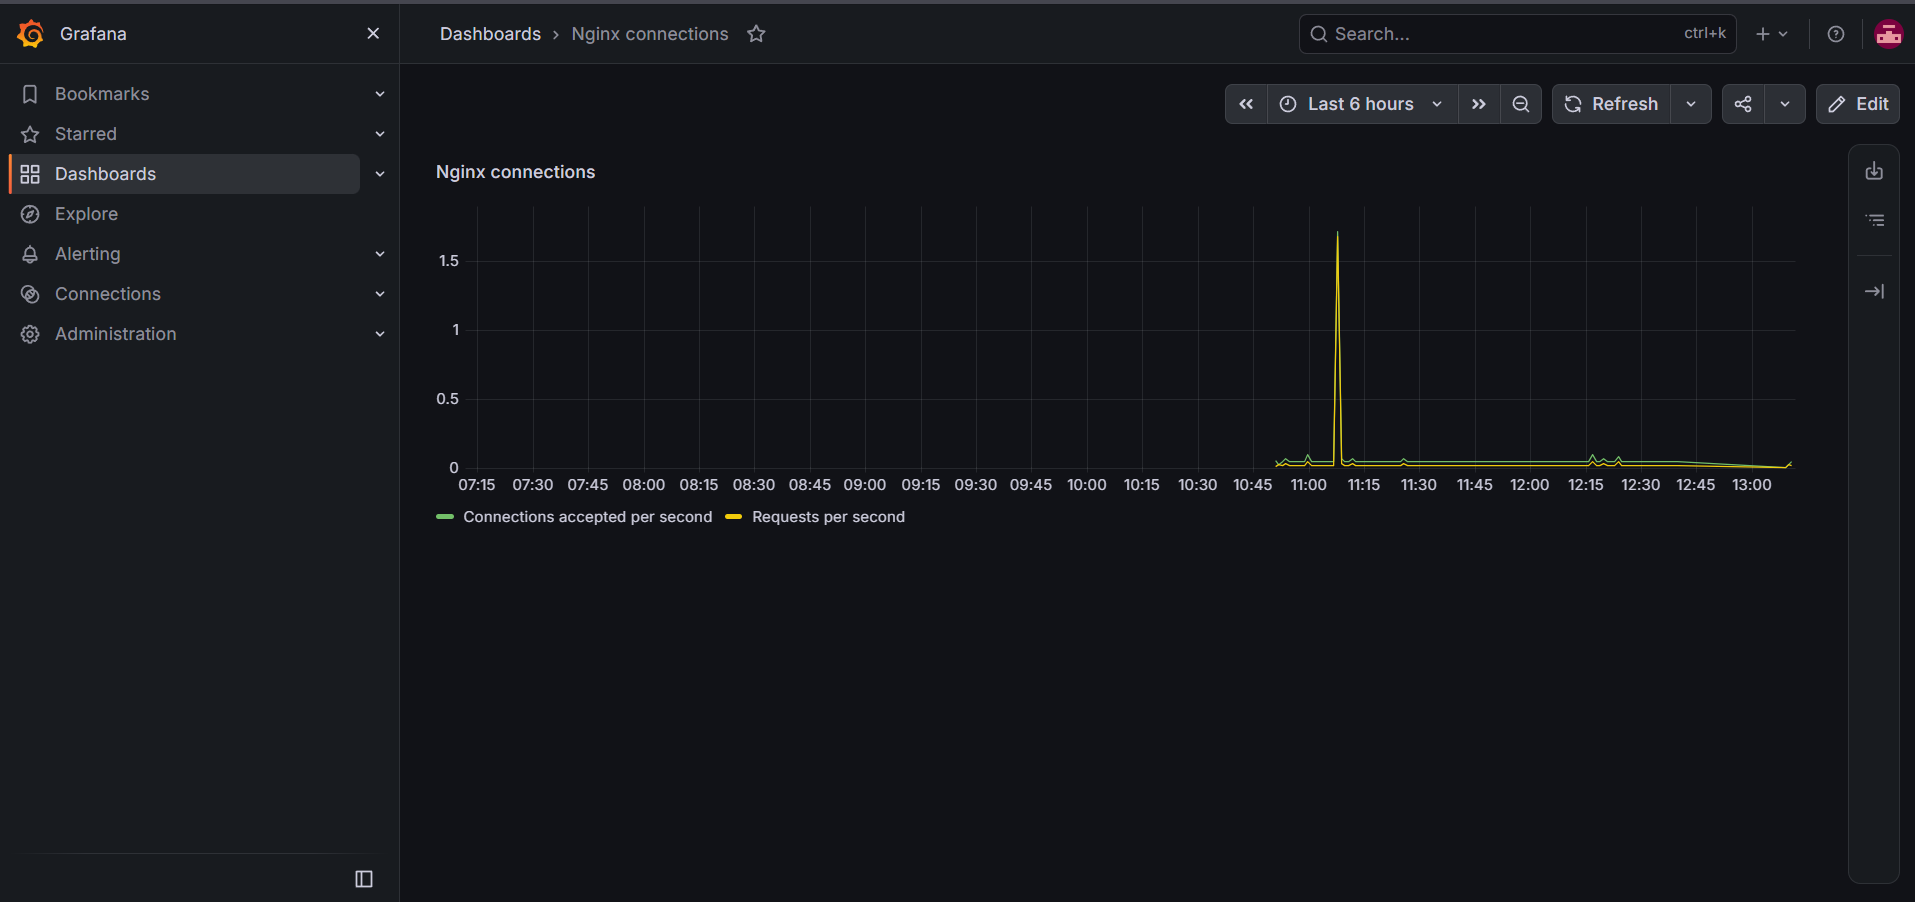 Grafana
Dashboards › Nginx connections
Search... ctrl+k
Bookmarks
Starred
Dashboards
Explore
Alerting
Connections
Administration
Last 6 hours
Refresh
Edit
Nginx connections
1.5
1
0.5
0
07:15 07:30 07:45 08:00 08:15 08:30 08:45 09:00 09:15 09:30 09:45 10:00 10:15 10:30 10:45 11:00 11:15 11:30 11:45 12:00 12:15 12:30 12:45 13:00
Connections accepted per second Requests per second